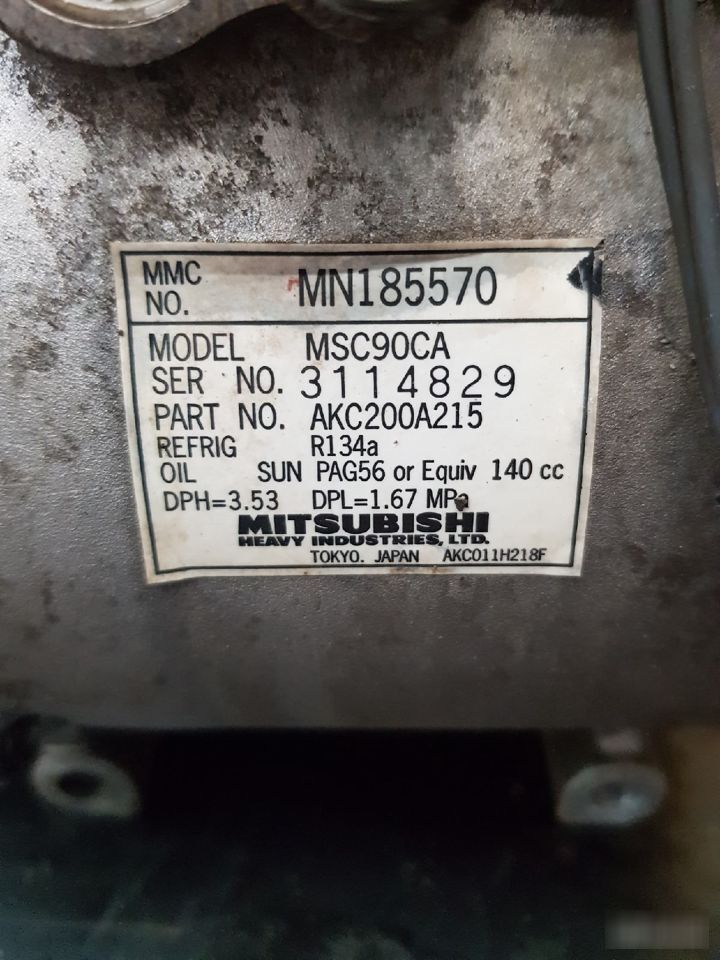 MMC NO. MN185570
MODEL MSC90CA
SER NO. 3114829
PART NO. AKC200A215
REFRIG R134a
OIL SUN PAG56 or Equiv 140 cc
DPH=3.53 DPL=1.67 MPa
MITSUBISHI
HEAVY INDUSTRIES, LTD.
TOKYO. JAPAN AKC011H218F